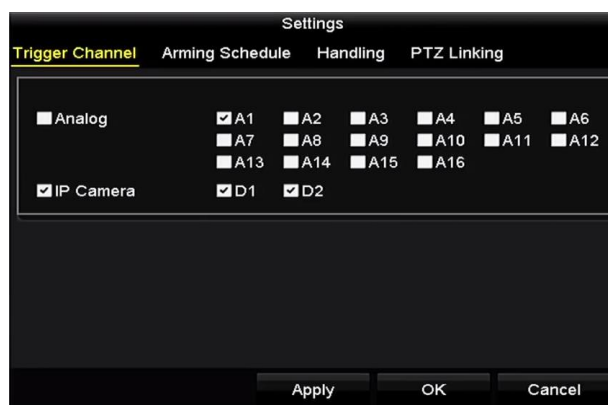 Settings
Trigger Channel Arming Schedule Handling PTZ Linking
Analog A1 A2 A3 A4 A5 A6
A7 A8 A9 A10 A11 A12
A13 A14 A15 A16
IP Camera D1 D2
Apply OK Cancel